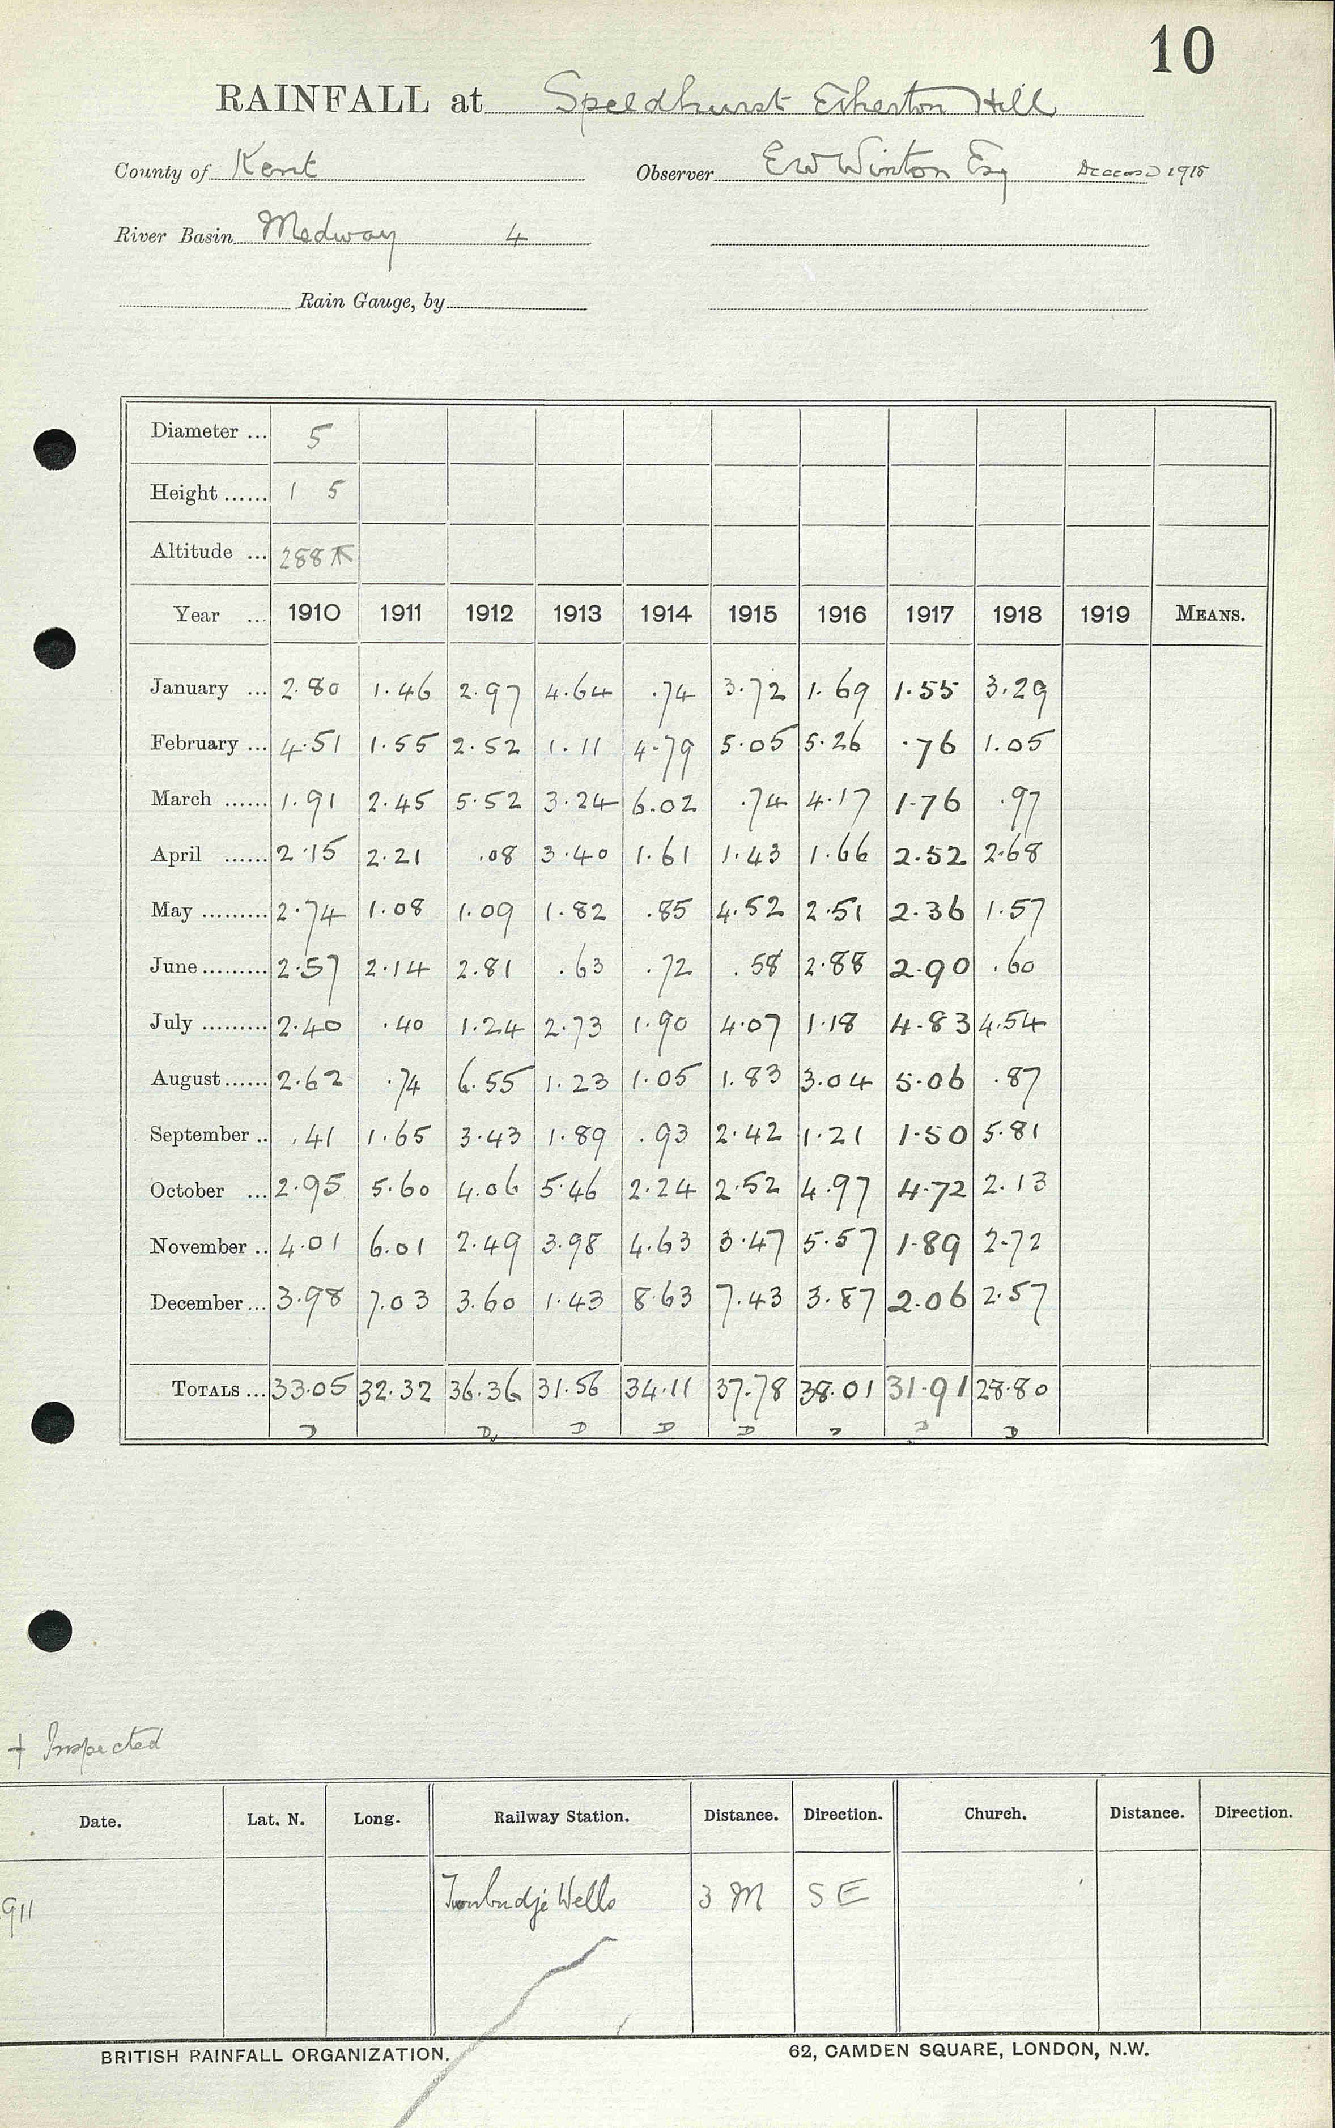 10
RAINFALL at Speldhurst Etherton Hill
County of Kent Observer E W Winton Esq Deceased 1918
River Basin Medway 4
Rain Gauge, by
Diameter ... 5
Height ...... 1 5
Altitude ... 288
Year ... 1910 1911 1912 1913 1914 1915 1916 1917 1918 1919 MEANS.
January ... 2.80 1.46 2.97 4.64 .74 3.72 1.69 1.55 3.29
February ... 4.51 1.55 2.52 1.11 4.79 5.05 5.26 .76 1.05
March ...... 1.91 2.45 5.52 3.24 6.02 .74 4.17 1.76 .97
April ...... 2.15 2.21 .08 3.40 1.61 1.43 1.66 2.52 2.68
May ......... 2.74 1.08 1.09 1.82 .85 4.52 2.51 2.36 1.57
June ......... 2.57 2.14 2.81 .63 .72 .58 2.88 2.90 .60
July ......... 2.40 .40 1.24 2.73 1.90 4.07 1.18 4.83 4.54
August ...... 2.62 .74 6.55 1.23 1.05 1.83 3.04 5.06 .87
September .. .41 1.65 3.43 1.89 .93 2.42 1.21 1.50 5.81
October ... 2.95 5.60 4.06 5.46 2.24 2.52 4.97 4.72 2.13
November .. 4.01 6.01 2.49 3.98 4.63 3.47 5.57 1.89 2.72
December ... 3.98 7.03 3.60 1.43 8.63 7.43 3.87 2.06 2.57
TOTALS ... 33.05 32.32 36.36 31.56 34.11 37.78 38.01 31.91 28.80
D D D D D D D
+ Inspected
Date. Lat. N. Long. Railway Station. Distance. Direction. Church. Distance. Direction.
911 Tunbridge Wells 3 M S E
BRITISH RAINFALL ORGANIZATION. 62, CAMDEN SQUARE, LONDON, N.W.